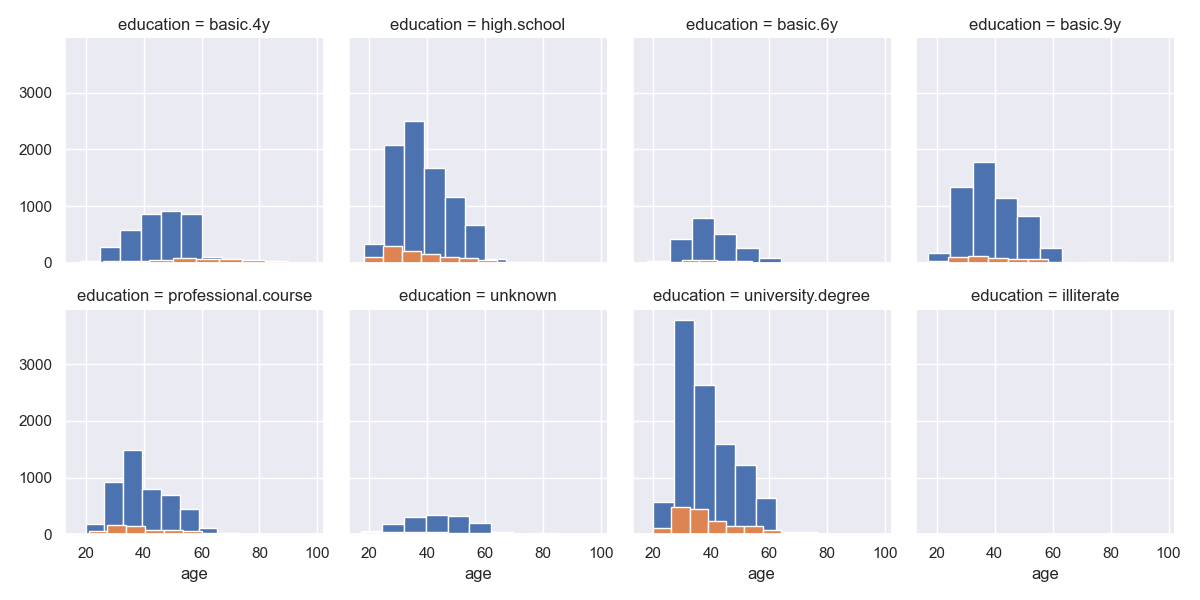 education = basic.4y
education = high.school
education = basic.6y
education = basic.9y
3000
2000
1000
0
education = professional.course
education = unknown
education = university.degree
education = illiterate
3000
2000
1000
0
20 40 60 80 100
20 40 60 80 100
20 40 60 80 100
20 40 60 80 100
age
age
age
age